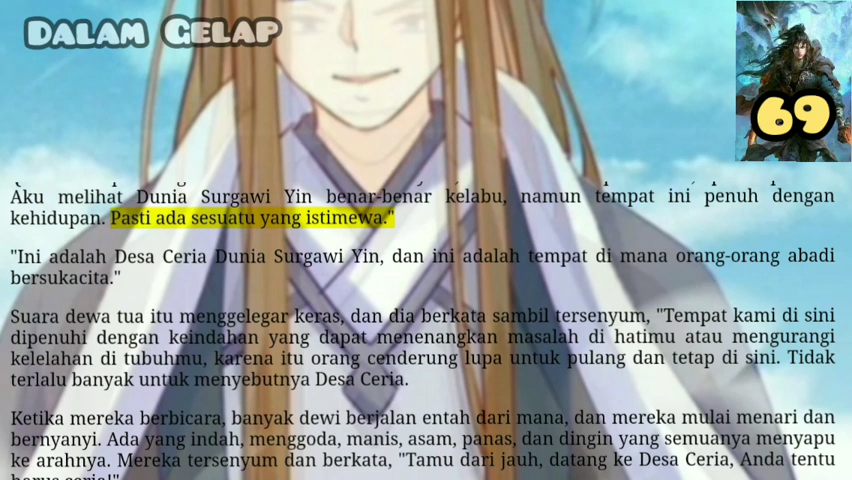 DALAM GELAP
69
Aku melihat Dunia Surgawi Yin benar-benar kelabu, namun tempat ini penuh dengan
kehidupan. Pasti ada sesuatu yang istimewa."
"Ini adalah Desa Ceria Dunia Surgawi Yin, dan ini adalah tempat di mana orang-orang abadi
bersukacita."
Suara dewa tua itu menggelegar keras, dan dia berkata sambil tersenyum, "Tempat kami di sini
dipenuhi dengan keindahan yang dapat menenangkan masalah di hatimu atau mengurangi
kelelahan di tubuhmu, karena itu orang cenderung lupa untuk pulang dan tetap di sini. Tidak
terlalu banyak untuk menyebutnya Desa Ceria.
Ketika mereka berbicara, banyak dewi berjalan entah dari mana, dan mereka mulai menari dan
bernyanyi. Ada yang indah, menggoda, manis, asam, panas, dan dingin yang semuanya menyapu
ke arahnya. Mereka tersenyum dan berkata, "Tamu dari jauh, datang ke Desa Ceria, Anda tentu